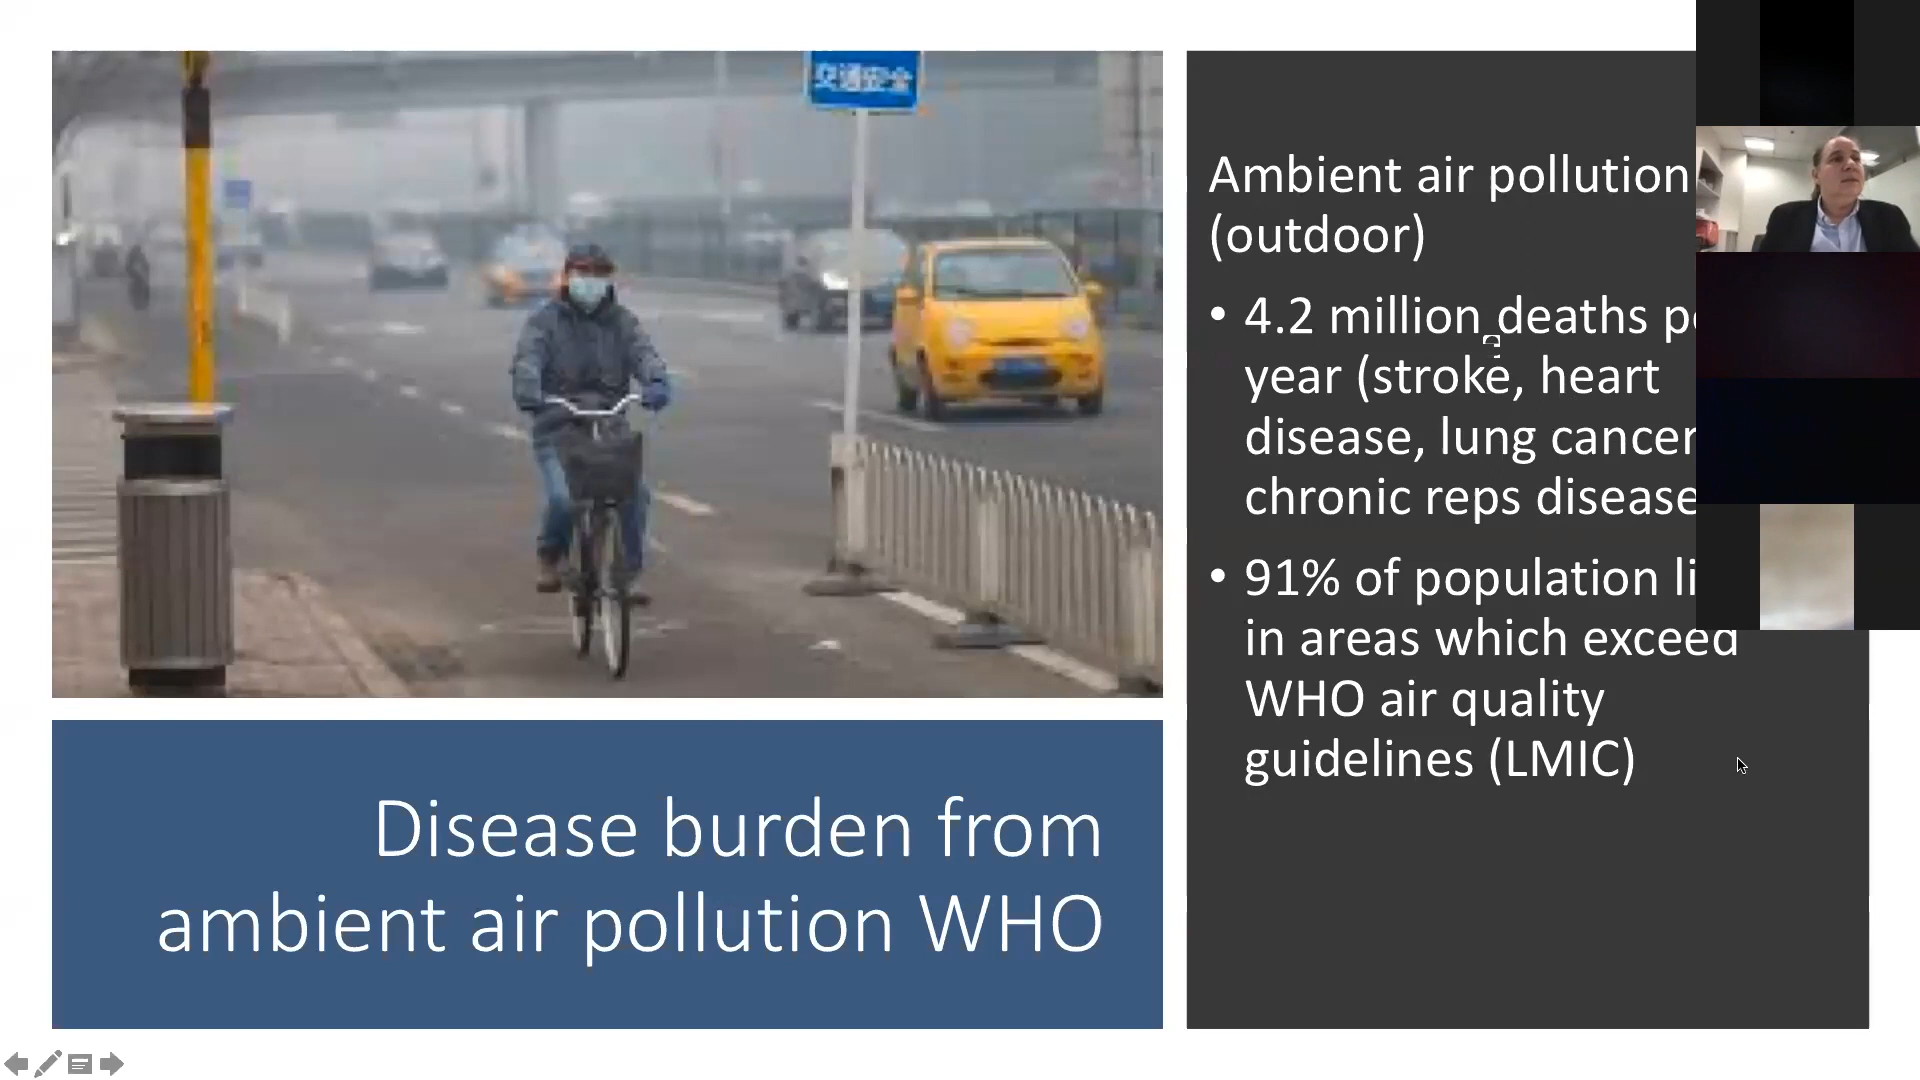 交通安全
Ambient air pollution
(outdoor)
• 4.2 million deaths
year (stroke, heart
disease, lung cancer
chronic reps disease
• 91% of population
in areas which exceed
WHO air quality
guidelines (LMIC)
Disease burden from
ambient air pollution WHO